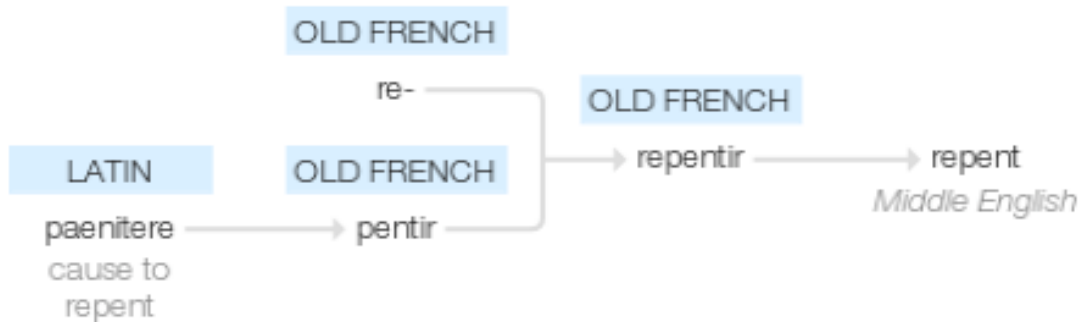 OLD FRENCH
re-
OLD FRENCH
LATIN
OLD FRENCH
repentir
repent
Middle English
paenitere
pentir
cause to
repent